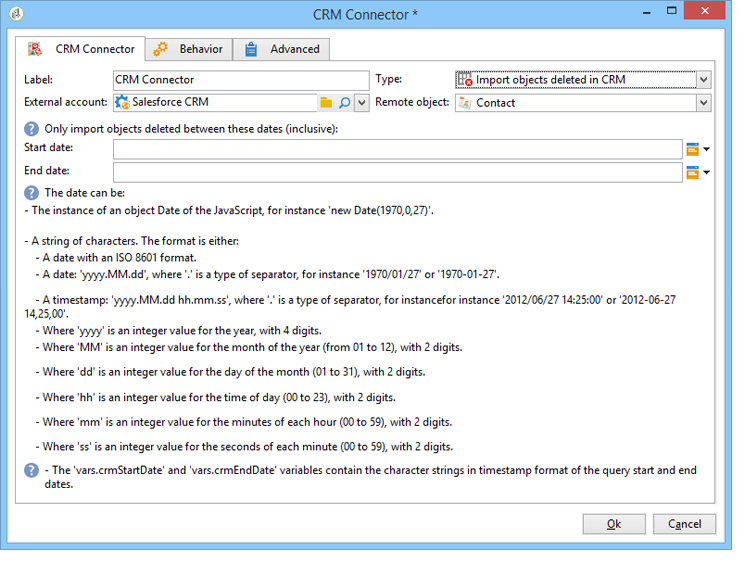 CRM Connector *
CRM Connector Behavior Advanced
Label: CRM Connector Type: Import objects deleted in CRM
External account: Salesforce CRM Remote object: Contact
Only import objects deleted between these dates (inclusive):
Start date:
End date:
The date can be:
- The instance of an object Date of the JavaScript, for instance 'new Date(1970,0,27)'.
- A string of characters. The format is either:
- A date with an ISO 8601 format.
- A date: 'yyyy.MM.dd', where '.' is a type of separator, for instance '1970/01/27' or '1970-01-27'.
- A timestamp: 'yyyy.MM.dd hh.mm.ss', where '.' is a type of separator, for instancefor instance '2012/06/27 14:25:00' or '2012-06-27
14,25,00'.
- Where 'yyyy' is an integer value for the year, with 4 digits.
- Where 'MM' is an integer value for the month of the year (from 01 to 12), with 2 digits.
- Where 'dd' is an integer value for the day of the month (01 to 31), with 2 digits.
- Where 'hh' is an integer value for the time of day (00 to 23), with 2 digits.
- Where 'mm' is an integer value for the minutes of each hour (00 to 59), with 2 digits.
- Where 'ss' is an integer value for the seconds of each minute (00 to 59), with 2 digits.
- The 'vars.crmStartDate' and 'vars.crmEndDate' variables contain the character strings in timestamp format of the query start and end
dates.
Ok Cancel